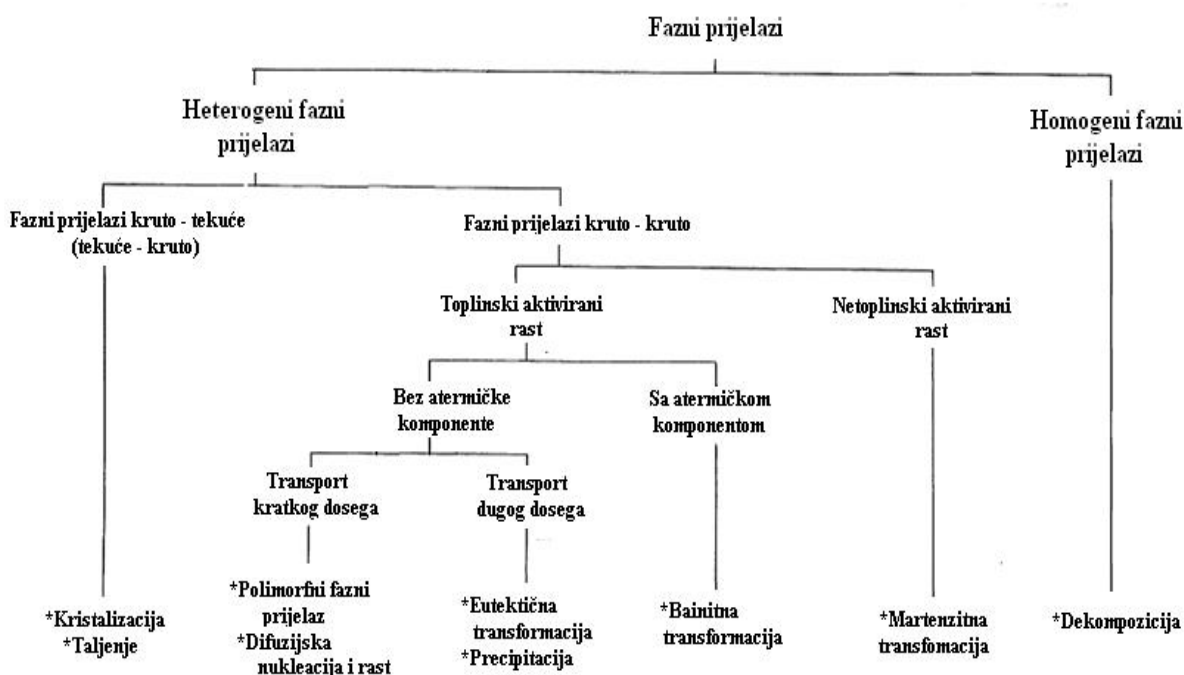 Fazni prijelazi
Heterogeni fazni
prijelazi
Homogeni fazni
prijelazi
Fazni prijelazi kruto - tekuće
(tekuće - kruto)
Fazni prijelazi kruto - kruto
Toplinski aktivirani
rast
Netoplinski aktivirani
rast
Bez atermičke
komponente
Sa atermičkom
komponentom
Transport
kratkog dosega
Transport
dugog dosega
*Kristalizacija
*Taljenje
*Polimorfni fazni
prijelaz
*Difuzijska
nukleacija i rast
*Eutektična
transformacija
*Precipitacija
*Bainitna
transformacija
*Martenzitna
transfomacija
*Dekompozicija